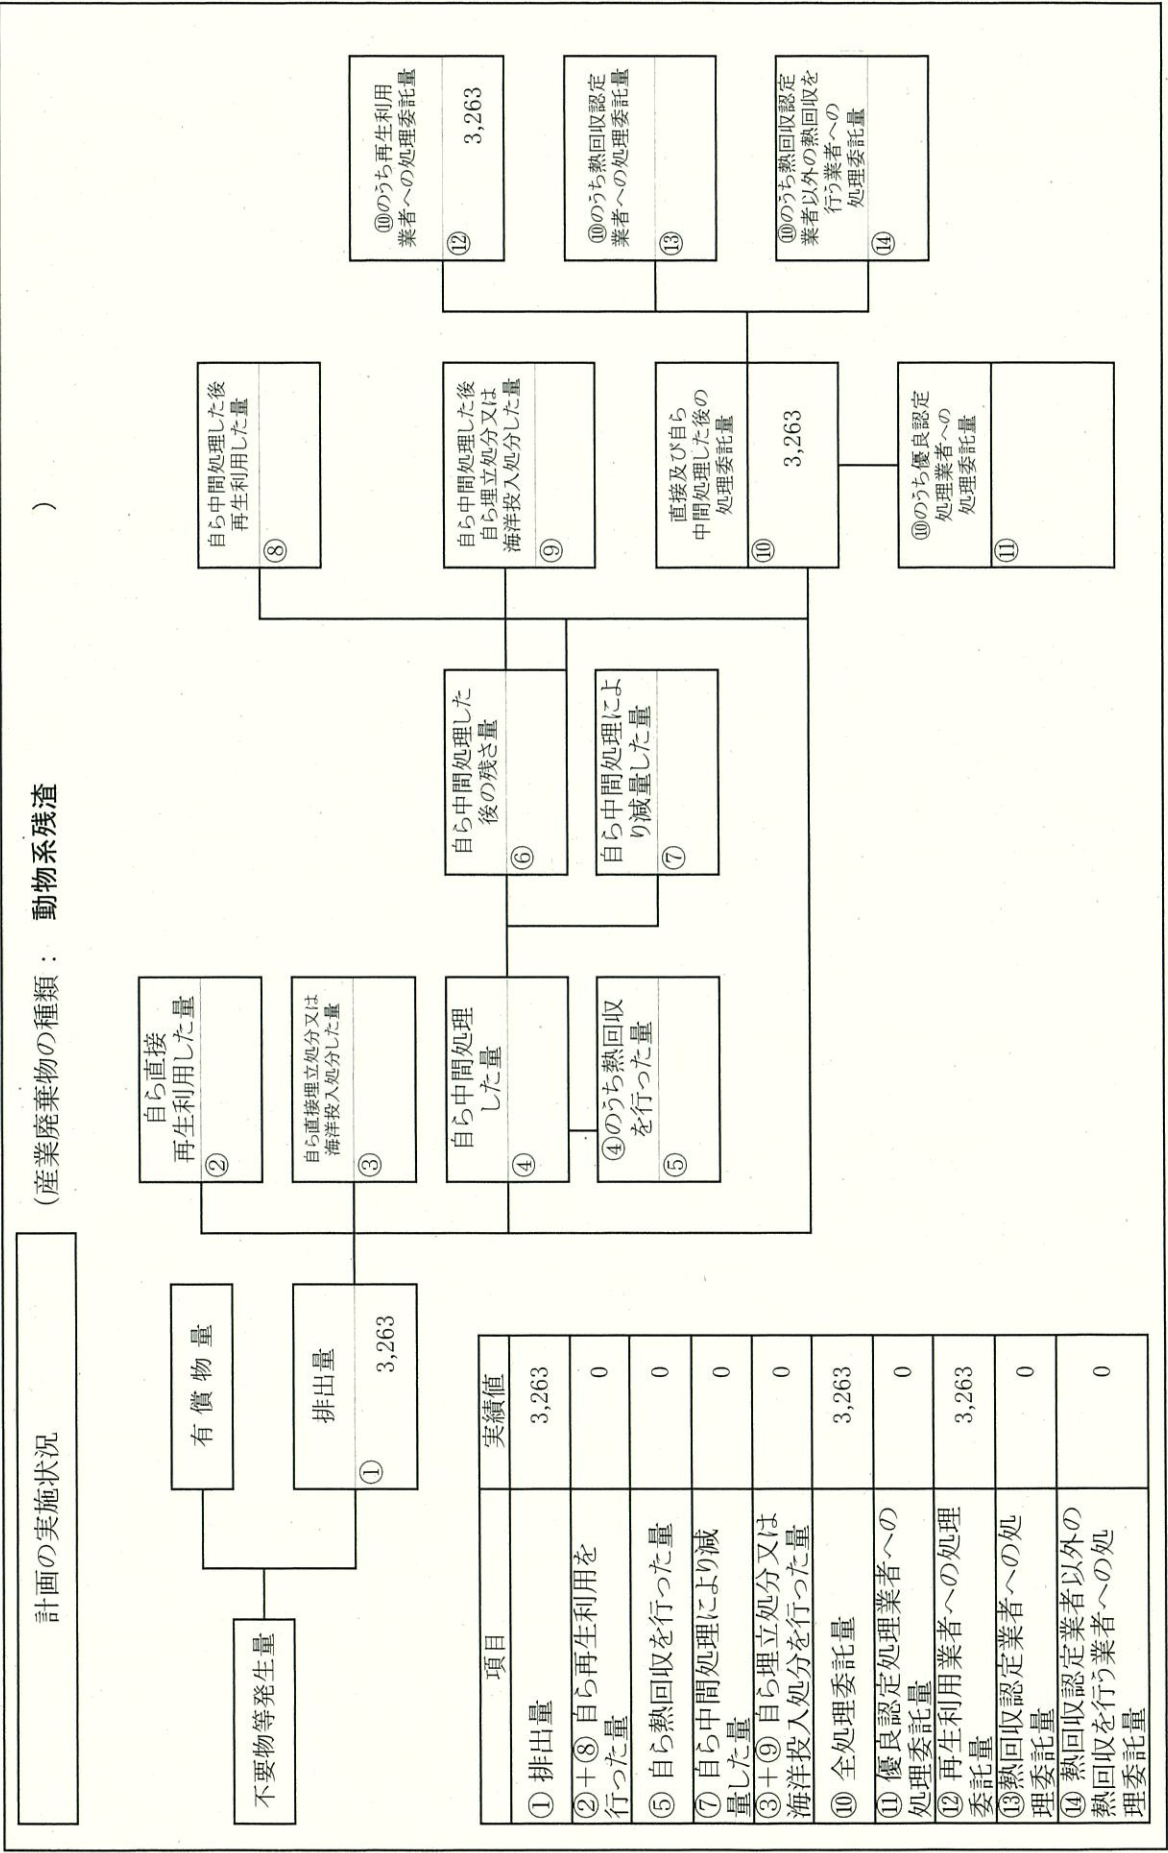 計画の実施状況
(産業廃棄物の種類： 動物系残渣 )
不要物等発生量
有償物量
排出量
① 3,263
自ら直接
再生利用した量
②
自ら直接埋立処分又は
海洋投入処分した量
③
自ら中間処理
した量
④
④のうち熱回収
を行った量
⑤
自ら中間処理した
後の残さ量
⑥
自ら中間処理によ
り減量した量
⑦
自ら中間処理した後
再生利用した量
⑧
自ら中間処理した後
自ら埋立処分又は
海洋投入処分した量
⑨
直接及び自ら
中間処理した後の
処理委託量
⑩ 3,263
⑩のうち優良認定
処理業者への
処理委託量
⑪
⑩のうち再生利用
業者への処理委託量
⑫ 3,263
⑩のうち熱回収認定
業者への処理委託量
⑬
⑩のうち熱回収認定
業者以外の熱回収を
行う業者への
処理委託量
⑭
項目 実績値
① 排出量 3,263
②＋⑧ 自ら再生利用を
行った量 0
⑤ 自ら熱回収を行った量 0
⑦ 自ら中間処理により減
量した量 0
③＋⑨ 自ら埋立処分又は
海洋投入処分を行った量 0
⑩ 全処理委託量 3,263
⑪ 優良認定処理業者への
処理委託量 0
⑫ 再生利用業者への処理
委託量 3,263
⑬熱回収認定業者への処
理委託量 0
⑭ 熱回収認定業者以外の
熱回収を行う業者への処
理委託量 0